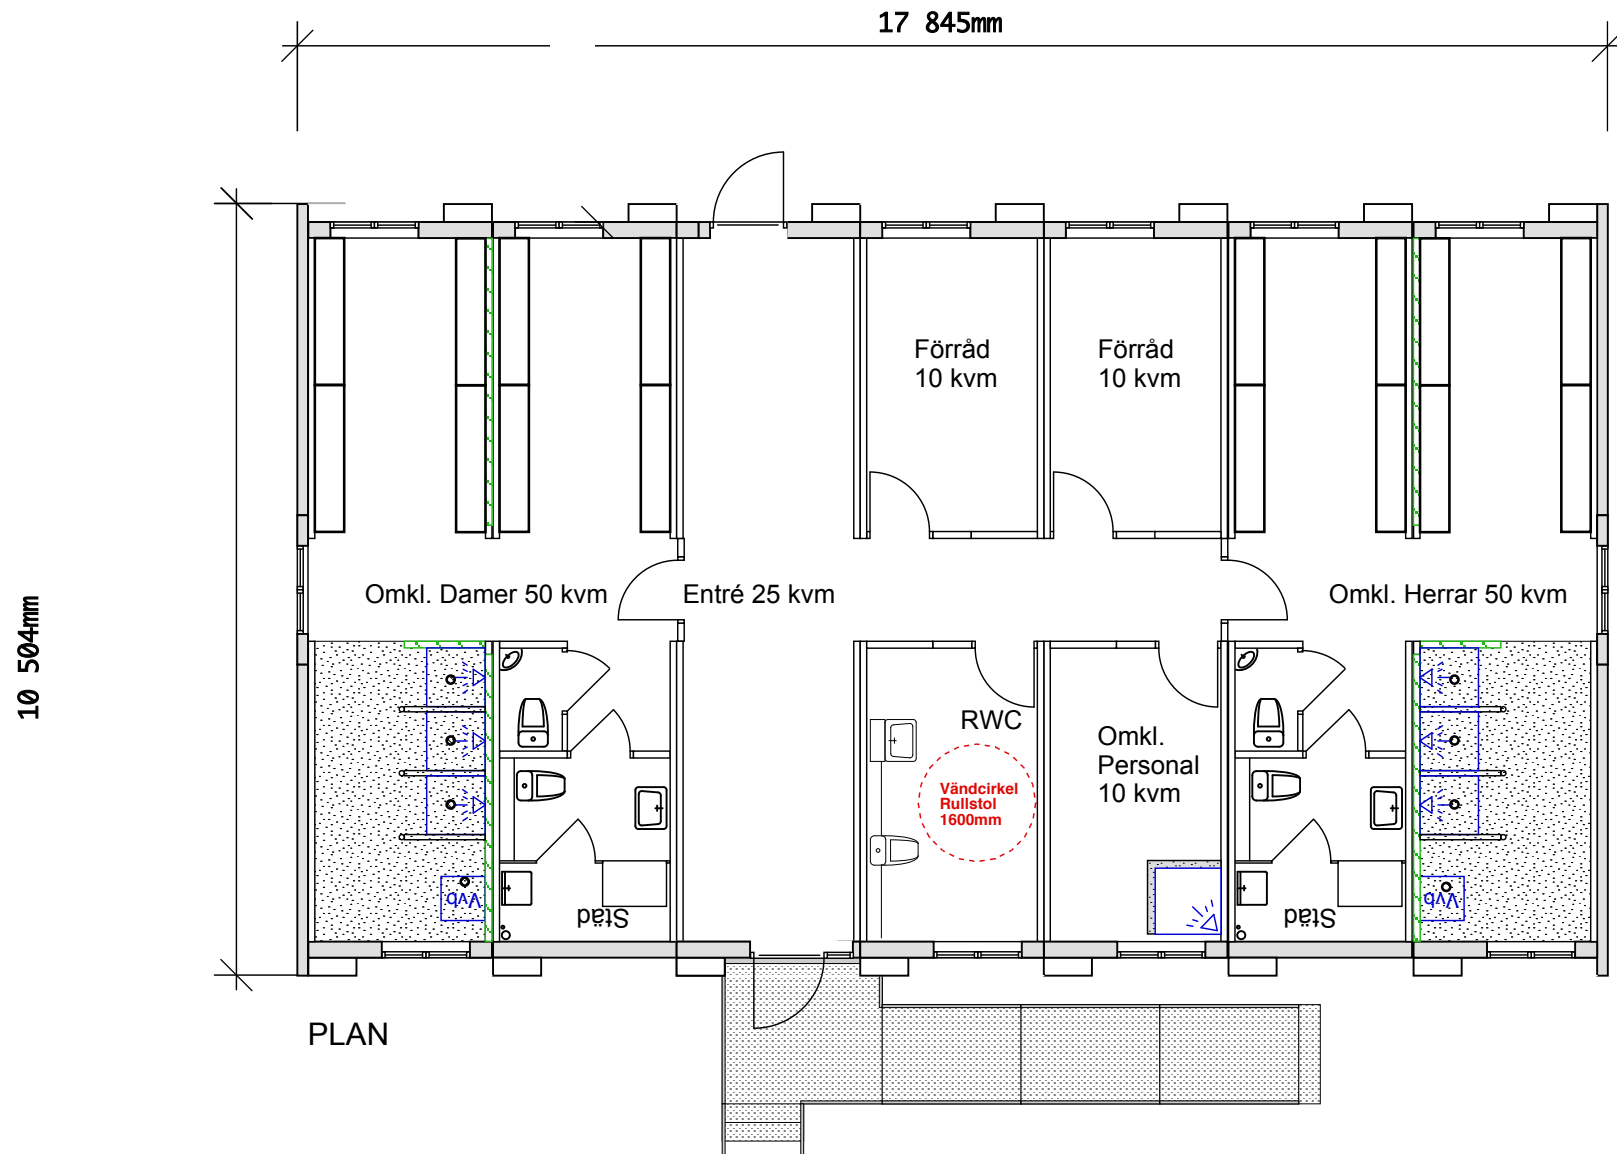 17 845mm
10 504mm
Förråd
10 kvm
Förråd
10 kvm
Omkl. Damer 50 kvm
Entré 25 kvm
Omkl. Herrar 50 kvm
RWC
Vändcirkel
Rullstol
1600mm
Omkl.
Personal
10 kvm
Vvb
Städ
Städ
Vvb
PLAN